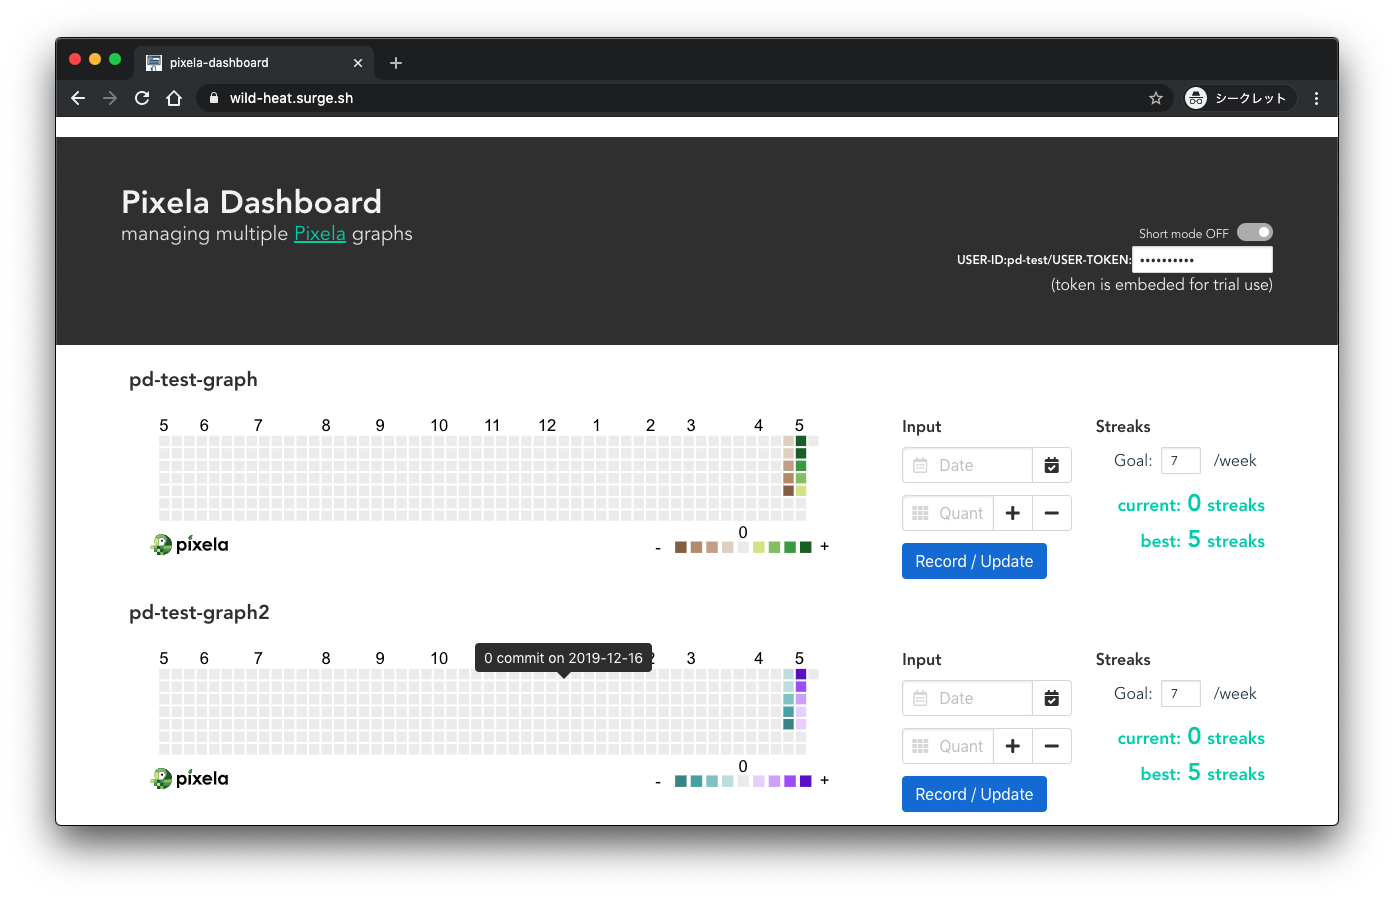 pixela-dashboard
wild-heat.surge.sh
シークレット
Pixela Dashboard
managing multiple Pixela graphs
Short mode OFF
USER-ID:pd-test/USER-TOKEN: ••••••••••
(token is embeded for trial use)
pd-test-graph
5 6 7 8 9 10 11 12 1 2 3 4 5
pixela
0
- +
Input
Date
Quant
Record / Update
Streaks
Goal: 7 /week
current: 0 streaks
best: 5 streaks
pd-test-graph2
5 6 7 8 9 10 2 3 4 5
0 commit on 2019-12-16
pixela
0
- +
Input
Date
Quant
Record / Update
Streaks
Goal: 7 /week
current: 0 streaks
best: 5 streaks